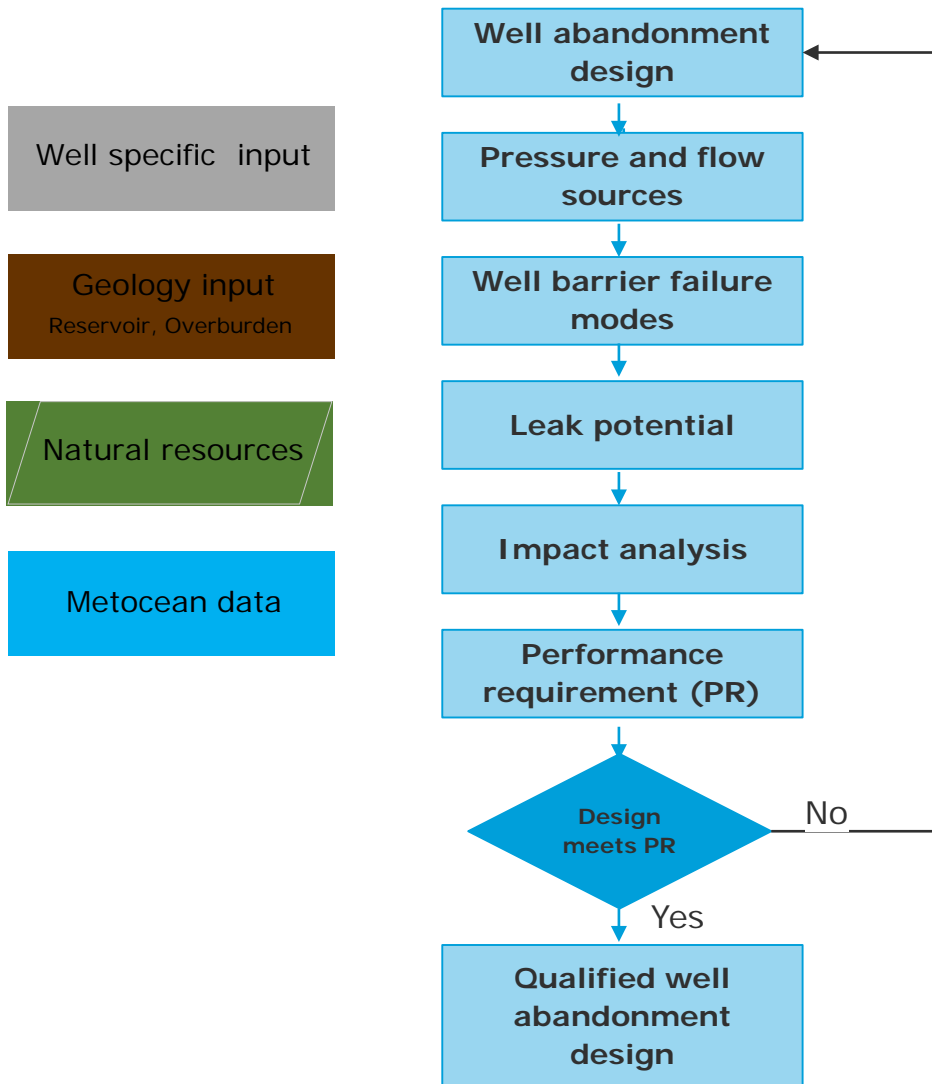 Well specific input
Geology input
Reservoir, Overburden
Natural resources
Metocean data
Well abandonment
design
Pressure and flow
sources
Well barrier failure
modes
Leak potential
Impact analysis
Performance
requirement (PR)
Design
meets PR
No
Yes
Qualified well
abandonment
design